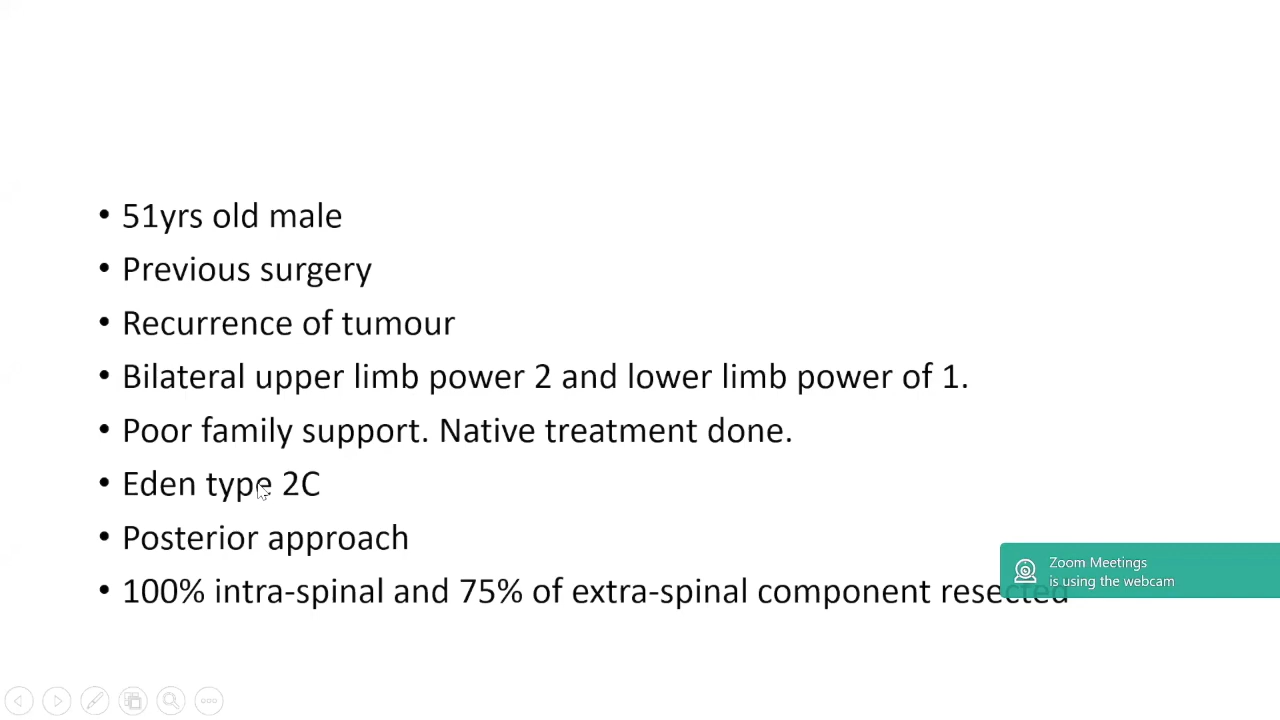 • 51yrs old male
• Previous surgery
• Recurrence of tumour
• Bilateral upper limb power 2 and lower limb power of 1.
• Poor family support. Native treatment done.
• Eden type 2C
• Posterior approach
Zoom Meetings
is using the webcam
• 100% intra-spinal and 75% of extra-spinal component resected